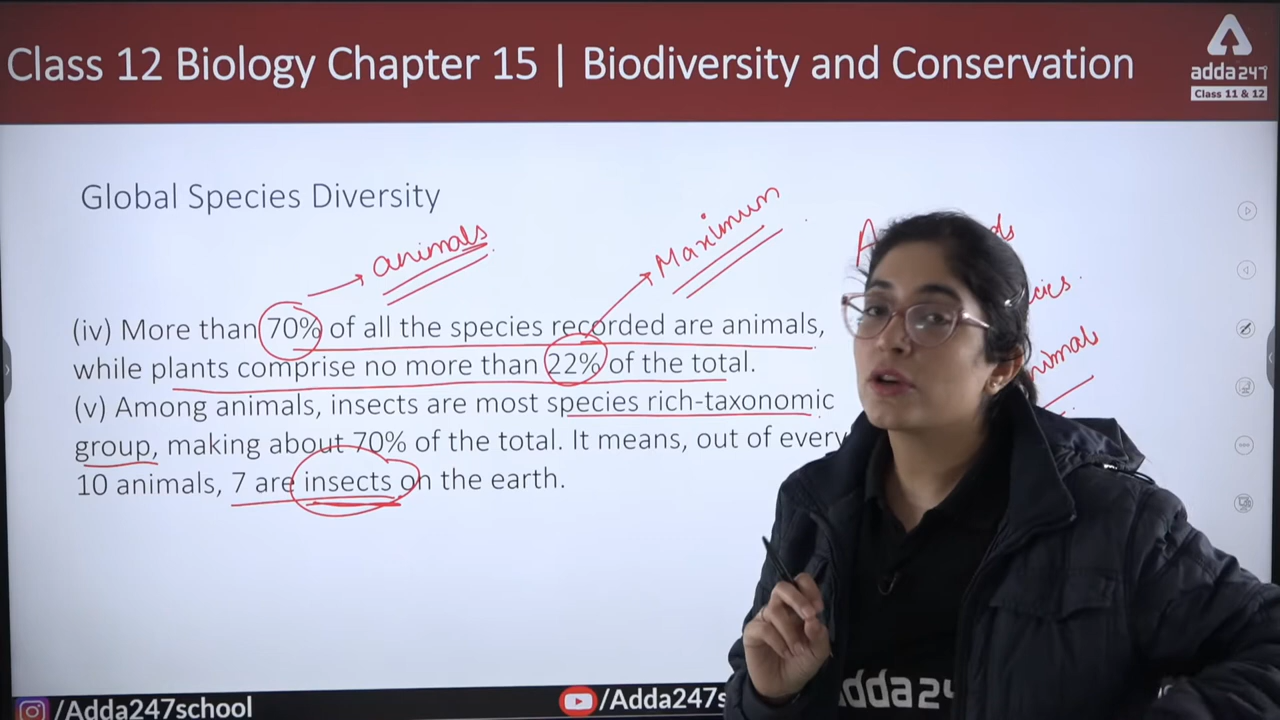 Class 12 Biology Chapter 15 | Biodiversity and Conservation
adda247
Class 11 & 12
Global Species Diversity
animals
Maximum
(iv) More than 70% of all the species recorded are animals,
while plants comprise no more than 22% of the total.
(v) Among animals, insects are most species rich-taxonomic
group, making about 70% of the total. It means, out of every
10 animals, 7 are insects on the earth.
/Adda247school
/Adda247s